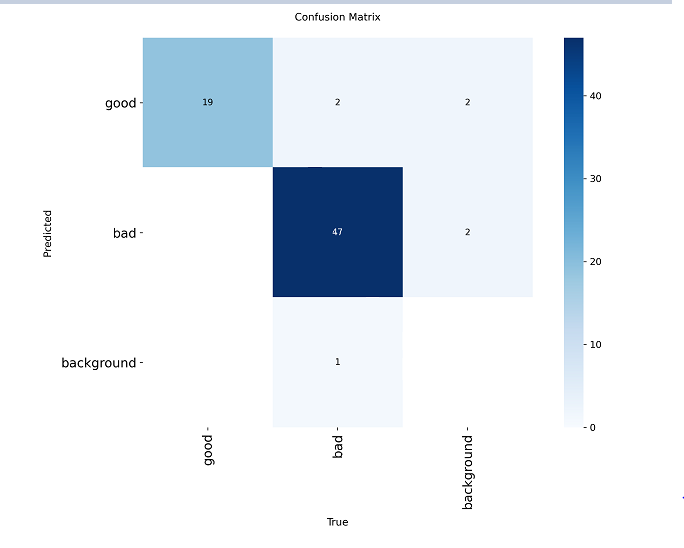 Confusion Matrix
good
19
2
2
40
30
Predicted
bad
47
2
20
10
background
1
0
good
bad
background
True